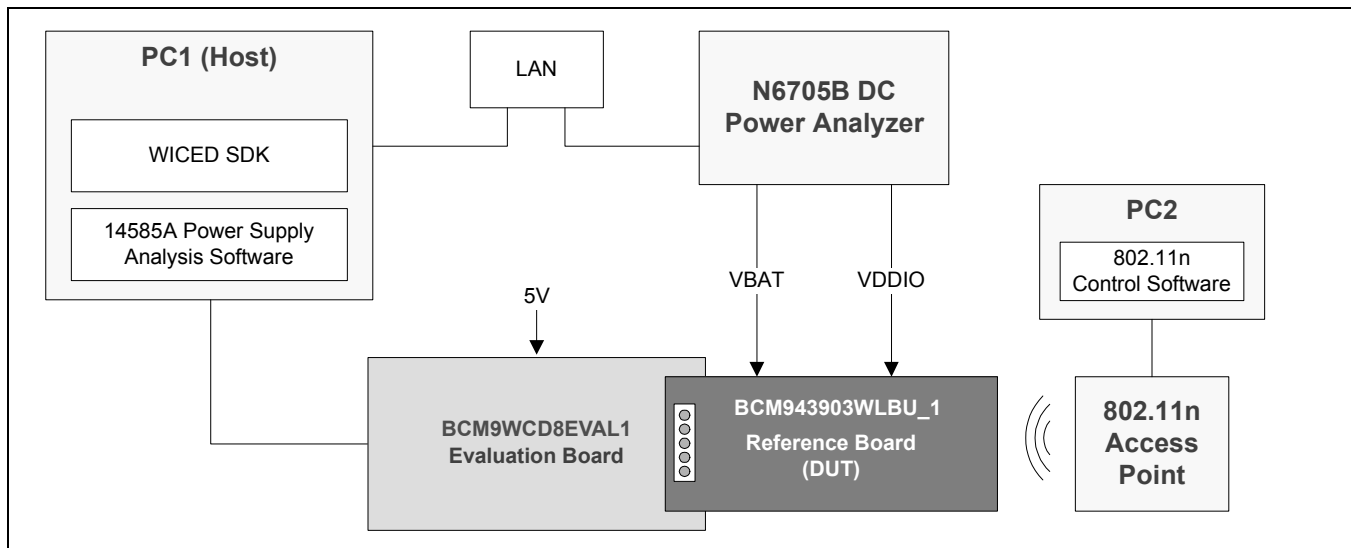 PC1 (Host)
WICED SDK
14585A Power Supply
Analysis Software
LAN
N6705B DC
Power Analyzer
PC2
802.11n
Control Software
5V
VBAT
VDDIO
BCM9WCD8EVAL1
Evaluation Board
BCM943903WLBU_1
Reference Board
(DUT)
802.11n
Access
Point